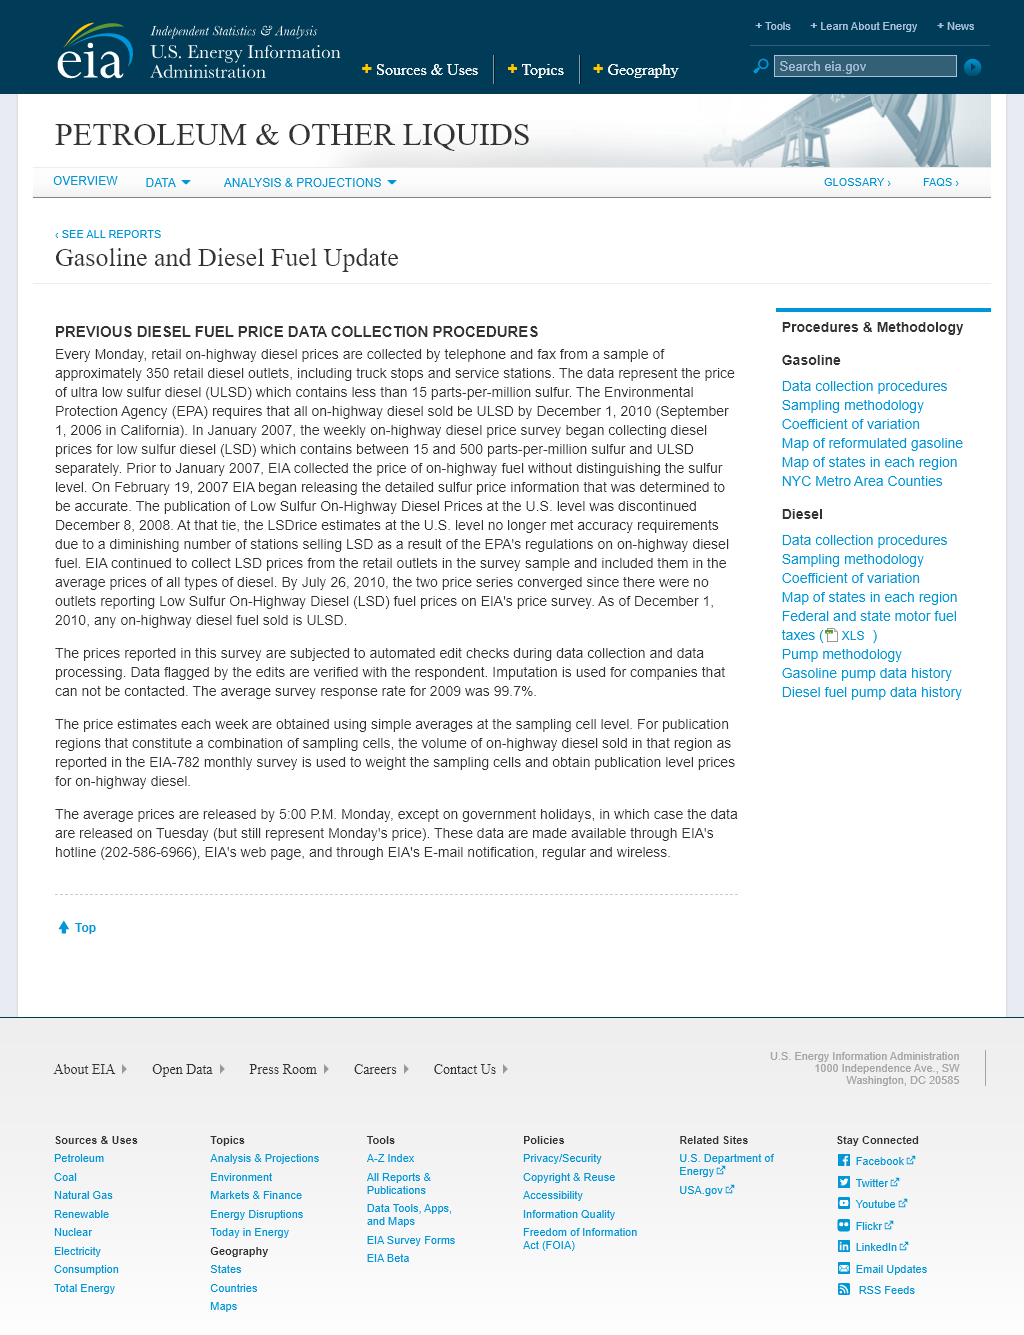 Independent Statistics & Analysis
eia U.S. Energy Information
Administration
+ Sources & Uses + Topics + Geography
+ Tools + Learn About Energy + News
Search eia.gov
PETROLEUM & OTHER LIQUIDS
OVERVIEW DATA ANALYSIS & PROJECTIONS GLOSSARY › FAQS ›
‹ SEE ALL REPORTS
Gasoline and Diesel Fuel Update
PREVIOUS DIESEL FUEL PRICE DATA COLLECTION PROCEDURES
Every Monday, retail on-highway diesel prices are collected by telephone and fax from a sample of
approximately 350 retail diesel outlets, including truck stops and service stations. The data represent the price
of ultra low sulfur diesel (ULSD) which contains less than 15 parts-per-million sulfur. The Environmental
Protection Agency (EPA) requires that all on-highway diesel sold be ULSD by December 1, 2010 (September
1, 2006 in California). In January 2007, the weekly on-highway diesel price survey began collecting diesel
prices for low sulfur diesel (LSD) which contains between 15 and 500 parts-per-million sulfur and ULSD
separately. Prior to January 2007, EIA collected the price of on-highway fuel without distinguishing the sulfur
level. On February 19, 2007 EIA began releasing the detailed sulfur price information that was determined to
be accurate. The publication of Low Sulfur On-Highway Diesel Prices at the U.S. level was discontinued
December 8, 2008. At that tie, the LSDrice estimates at the U.S. level no longer met accuracy requirements
due to a diminishing number of stations selling LSD as a result of the EPA's regulations on on-highway diesel
fuel. EIA continued to collect LSD prices from the retail outlets in the survey sample and included them in the
average prices of all types of diesel. By July 26, 2010, the two price series converged since there were no
outlets reporting Low Sulfur On-Highway Diesel (LSD) fuel prices on EIA's price survey. As of December 1,
2010, any on-highway diesel fuel sold is ULSD.
The prices reported in this survey are subjected to automated edit checks during data collection and data
processing. Data flagged by the edits are verified with the respondent. Imputation is used for companies that
can not be contacted. The average survey response rate for 2009 was 99.7%.
The price estimates each week are obtained using simple averages at the sampling cell level. For publication
regions that constitute a combination of sampling cells, the volume of on-highway diesel sold in that region as
reported in the EIA-782 monthly survey is used to weight the sampling cells and obtain publication level prices
for on-highway diesel.
The average prices are released by 5:00 P.M. Monday, except on government holidays, in which case the data
are released on Tuesday (but still represent Monday's price). These data are made available through EIA's
hotline (202-586-6966), EIA's web page, and through EIA's E-mail notification, regular and wireless.
Top
Procedures & Methodology
Gasoline
Data collection procedures
Sampling methodology
Coefficient of variation
Map of reformulated gasoline
Map of states in each region
NYC Metro Area Counties
Diesel
Data collection procedures
Sampling methodology
Coefficient of variation
Map of states in each region
Federal and state motor fuel
taxes ( XLS )
Pump methodology
Gasoline pump data history
Diesel fuel pump data history
About EIA Open Data Press Room Careers Contact Us
U.S. Energy Information Administration
1000 Independence Ave., SW
Washington, DC 20585
Sources & Uses
Petroleum
Coal
Natural Gas
Renewable
Nuclear
Electricity
Consumption
Total Energy
Topics
Analysis & Projections
Environment
Markets & Finance
Energy Disruptions
Today in Energy
Geography
States
Countries
Maps
Tools
A-Z Index
All Reports &
Publications
Data Tools, Apps,
and Maps
EIA Survey Forms
EIA Beta
Policies
Privacy/Security
Copyright & Reuse
Accessibility
Information Quality
Freedom of Information
Act (FOIA)
Related Sites
U.S. Department of
Energy
USA.gov
Stay Connected
Facebook
Twitter
Youtube
Flickr
LinkedIn
Email Updates
RSS Feeds